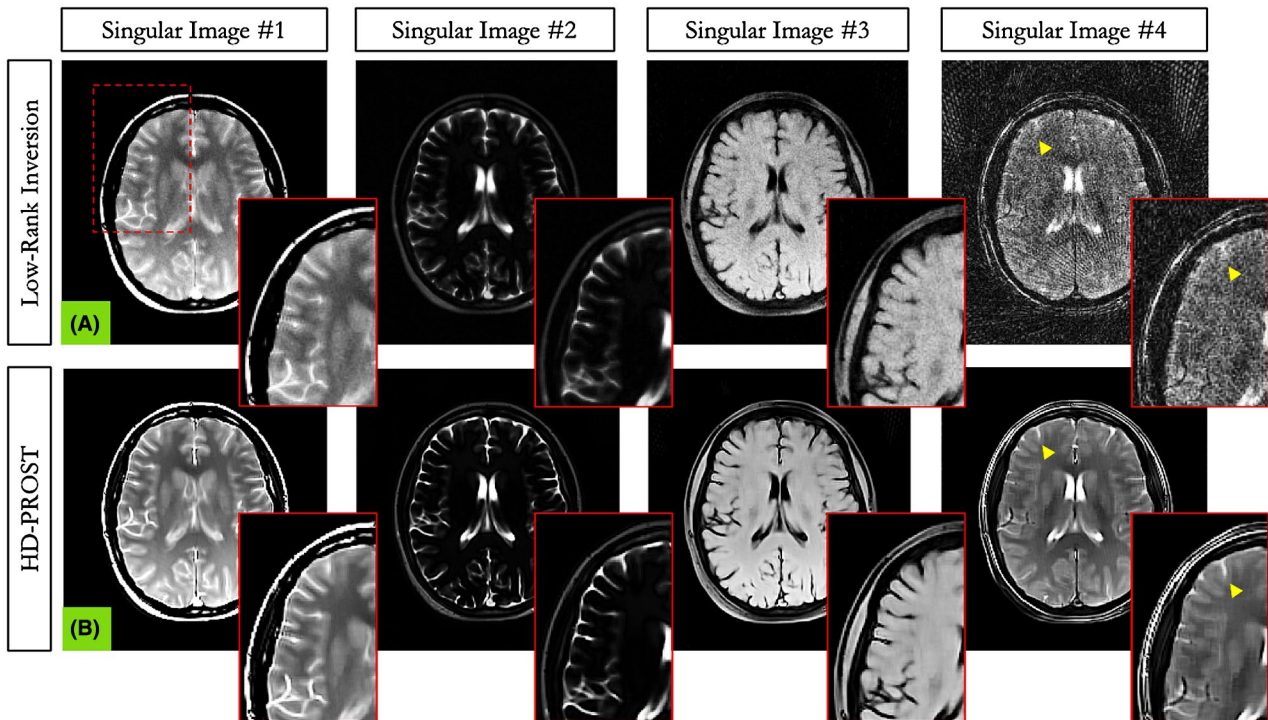 Singular Image #1
Singular Image #2
Singular Image #3
Singular Image #4
Low-Rank Inversion
(A)
HD-PROST
(B)